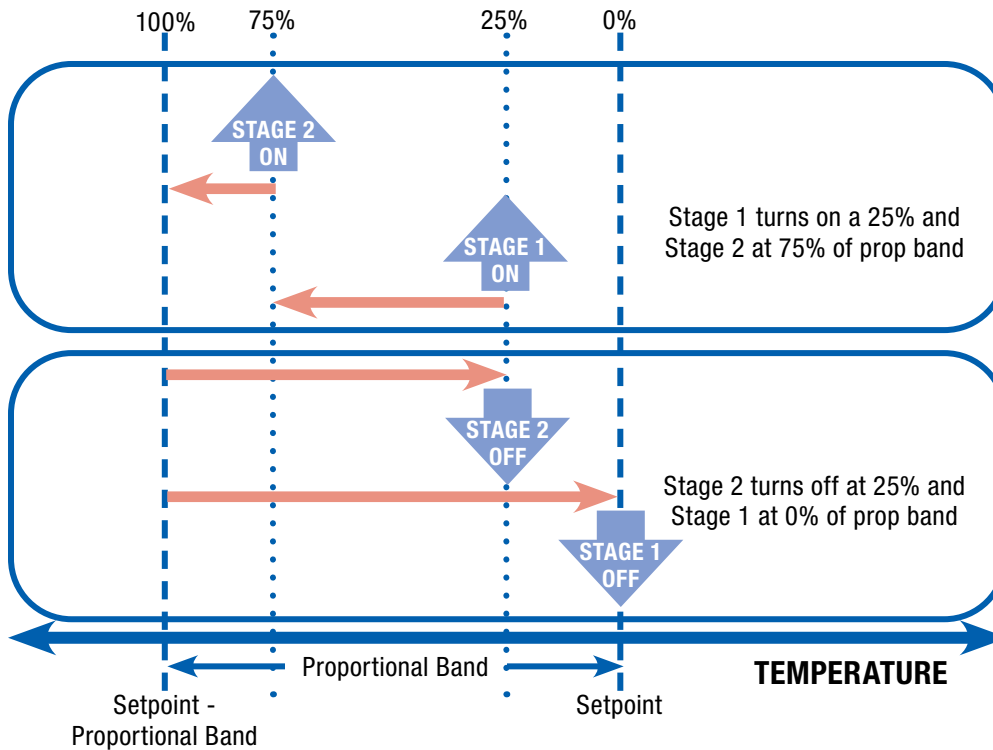 100%
75%
25%
0%
STAGE 2
ON
STAGE 1
ON
Stage 1 turns on a 25% and
Stage 2 at 75% of prop band
STAGE 2
OFF
Stage 2 turns off at 25% and
Stage 1 at 0% of prop band
STAGE 1
OFF
Proportional Band
TEMPERATURE
Setpoint -
Proportional Band
Setpoint